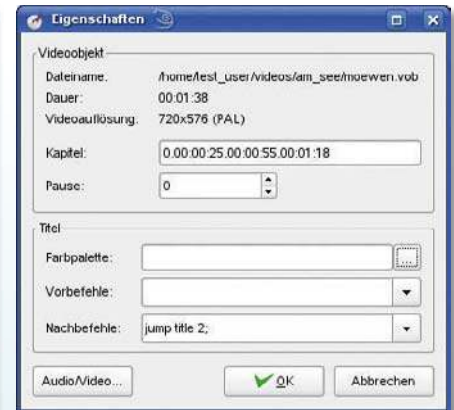 Eigenschaften
Videoobjekt
Dateiname: /home/test_user/videos/am_see/moewen.vob
Dauer: 00:01:38
Videoauflösung: 720x576 (PAL)
Kapitel: 0.00:00:25.00:00:55.00:01:18
Pause: 0
Titel
Farbpalette: ...
Vorbefehle:
Nachbefehle: jump title 2;
Audio/Video... OK Abbrechen